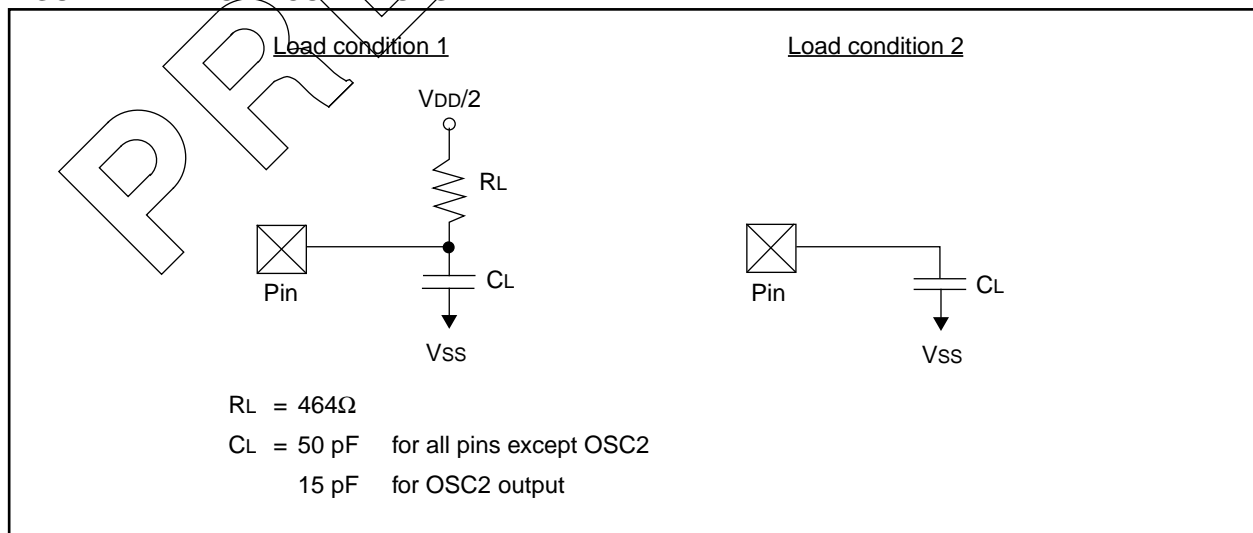 Load condition 1
Load condition 2
VDD/2
RL
Pin
CL
VSS
Pin
CL
VSS
RL = 464Ω
CL = 50 pF for all pins except OSC2
15 pF for OSC2 output